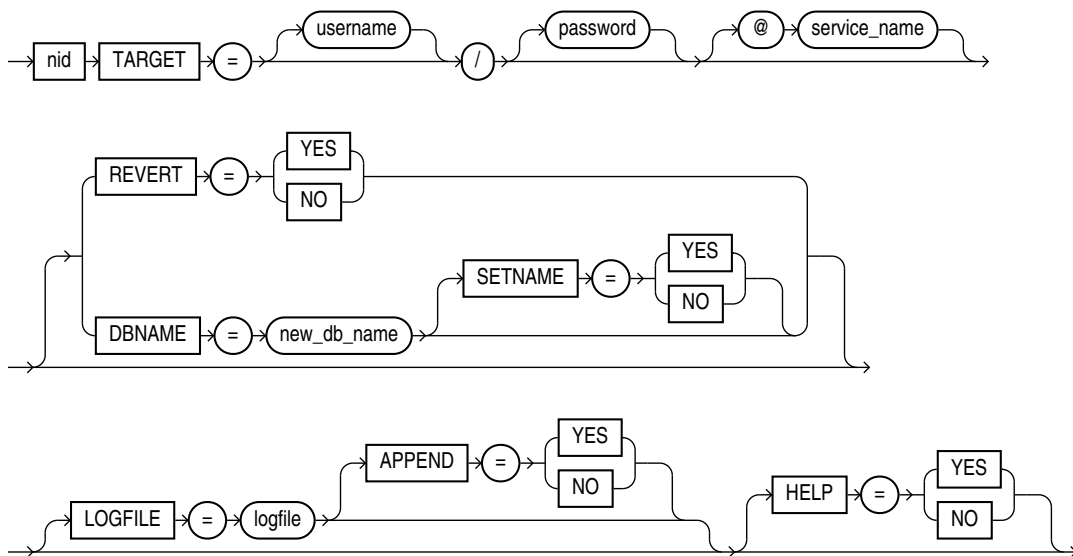 username password @ service_name
nid TARGET = /
YES
REVERT =
NO
YES
SETNAME =
NO
DBNAME = new_db_name
YES
APPEND =
NO
YES
HELP =
LOGFILE = logfile
NO